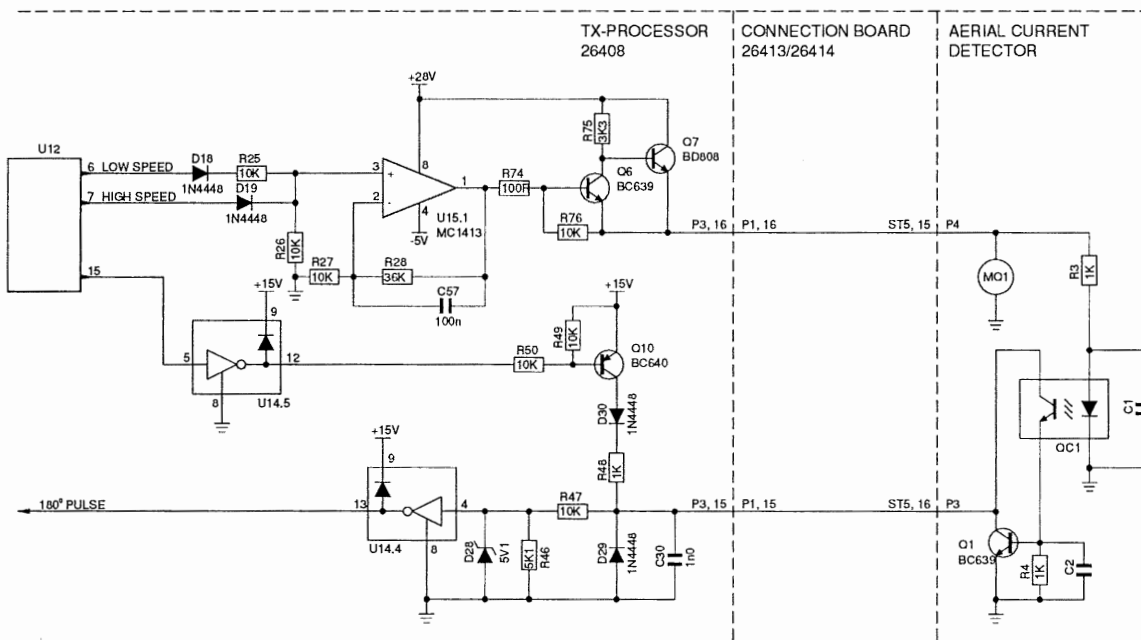 TX-PROCESSOR
26408
CONNECTION BOARD
26413/26414
AERIAL CURRENT
DETECTOR
+28V
R75
3K3
Q7
BD808
U12
D18
R25
6
LOW SPEED
10K
1N4448
D19
3
+
8
1
R74
100R
Q6
BC639
7
HIGH SPEED
1N4448
2
-
4
U15.1
MC1413
-5V
R76
10K
P3, 16
P1, 16
ST5, 15
P4
R26
10K
R27
10K
R28
36K
C57
100n
MO1
R3
1K
15
+15V
9
+15V
R49
10K
Q10
BC640
5
12
R50
10K
8
U14.5
D30
1N4448
QC1
C1
+15V
9
R48
1K
180° PULSE
13
4
R47
10K
P3, 15
P1, 15
ST5, 16
P3
U14.4
8
D28
5V1
5K1
R46
D29
1N4448
C30
1n0
Q1
BC639
R4
1K
C2